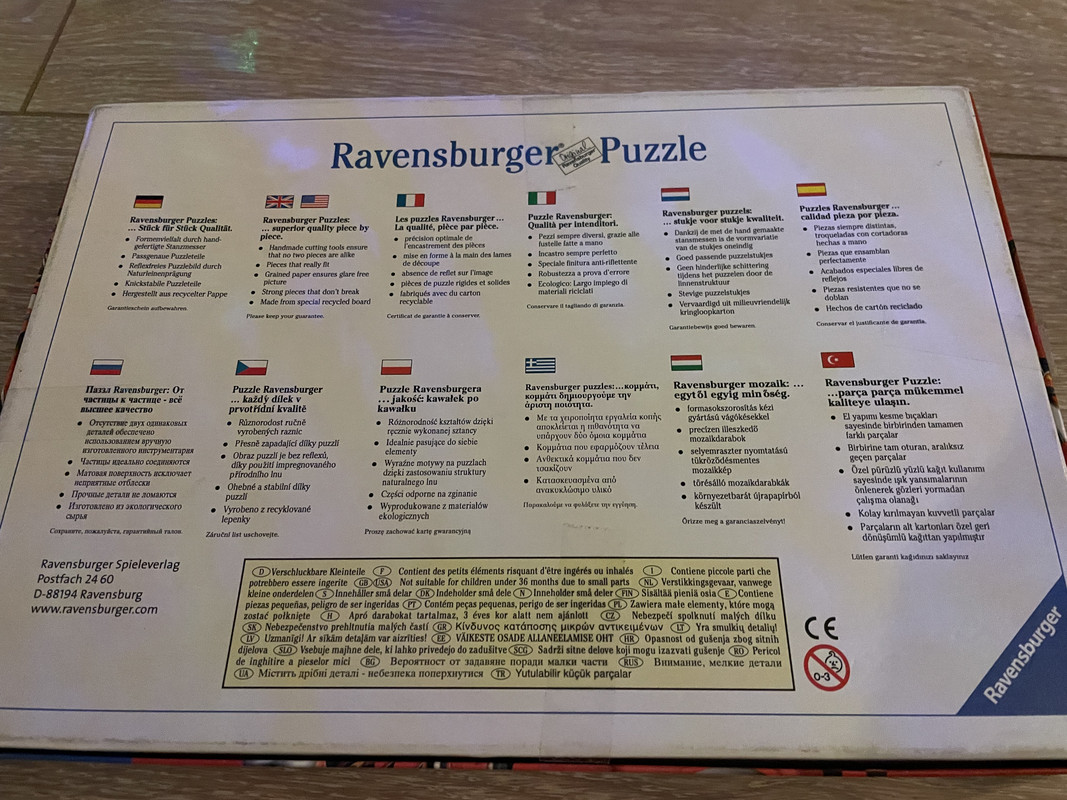 Ravensburger® Puzzle
Original
Ravensburger
Quality
Ravensburger Puzzles:
... Stück für Stück Qualität.
• Formenvielfalt durch hand-
gefertigte Stanzmesser
• Passgenaue Puzzleteile
• Reflexfreies Puzzlebild durch
Naturleinenprägung
• Knickstabile Puzzleteile
• Hergestellt aus recycelter Pappe
Garantieschein aufbewahren.
Ravensburger Puzzles:
... superior quality piece by
piece.
• Handmade cutting tools ensure
that no two pieces are alike
• Pieces that really fit
• Grained paper ensures glare free
picture
• Strong pieces that don't break
• Made from special recycled board
Please keep your guarantee.
Les puzzles Ravensburger ...
La qualité, pièce par pièce.
• précision optimale de
l'encastrement des pièces
• mise en forme à la main des lames
de découpe
• absence de reflet sur l'image
• pièces de puzzle rigides et solides
• fabriqués avec du carton
recyclable
Certificat de garantie à conserver.
Puzzle Ravensburger:
Qualità per intenditori.
• Pezzi sempre diversi, grazie alle
fustelle fatte a mano
• Incastro sempre perfetto
• Speciale finitura anti-riflettente
• Robustezza a prova d'errore
• Ecologico: Largo impiego di
materiali riciclati
Conservare il tagliando di garanzia.
Ravensburger puzzels:
... stukje voor stukje kwaliteit.
• Dankzij de met de hand gemaakte
stansmessen is de vormvariatie
van de stukjes oneindig
• Goed passende puzzelstukjes
• Geen hinderlijke schittering
tijdens het puzzelen door de
linnenstruktuur
• Stevige puzzelstukjes
• Vervaardigd uit milieuvriendelijk
kringloopkarton
Garantiebewijs goed bewaren.
Puzzles Ravensburger ...
calidad pieza por pieza.
• Piezas siempre distintas,
troqueladas con cortadoras
hechas a mano
• Piezas que ensamblan
perfectamente
• Acabados especiales libres de
reflejos
• Piezas resistentes que no se
doblan
• Hechos de cartón reciclado
Conservar el justificante de garantía.
Паззл Ravensburger: От
частицы к частице - всё
высшее качество
• Отсутствие двух одинаковых
деталей обеспечено
использованием вручную
изготовленного инструментария
• Частицы идеально соединяются
• Матовая поверхность исключает
неприятные отблески
• Прочные детали не ломаются
• Изготовлено из экологического
сырья
Сохраните, пожалуйста, гарантийный талон.
Puzzle Ravensburger
... každý dílek v
prvotřídní kvalitě
• Různorodost ručně
vyrobených raznic
• Přesně zapadající dílky puzzlí
• Obraz puzzlí je bez reflexů,
díky použití impregnovaného
přírodního lnu
• Ohebné a stabilní díky
puzzlí
• Vyrobeno z recyklované
lepenky
Záruční list uschovejte.
Puzzle Ravensburgera
... jakość kawałek po
kawałku
• Różnorodność kształtów dzięki
ręcznie wykonanej sztancy
• Idealnie pasujące do siebie
elementy
• Wyraźne motywy na puzzlach
dzięki zastosowaniu struktury
naturalnego lnu
• Części odporne na zginanie
• Wyprodukowane z materiałów
ekologicznych
Proszę zachować kartę gwarancyjną
Ravensburger puzzles:...κομμάτι,
κομμάτι δημιουργούμε την
άριστη ποιότητα.
• Με τα χειροποίητα εργαλεία κοπής
αποκλείεται η πιθανότητα να
υπάρχουν δύο όμοια κομμάτια
• Κομμάτια που εφαρμόζουν τέλεια
• Ανθεκτικά κομμάτια που δεν
τσακίζουν
• Κατασκευασμένα από
ανακυκλώσιμο υλικό
Παρακαλούμε να φυλάξετε την εγγύηση.
Ravensburger mozaik: ...
egytől egyig minőség.
• formasokszorosítás kézi
gyártású vágókésekkel
• precízen illeszkedő
mozaikdarabok
• selyemraszter nyomtatású
tükröződésmentes
mozaikkép
• törésálló mozaikdarabkák
• környezetbarát újrapapírból
készült
Őrizze meg a garanciaszelvényt!
Ravensburger Puzzle:
...parça parça mükemmel
kaliteye ulaşın.
• El yapımı kesme bıçakları
sayesinde birbirinden tamamen
farklı parçalar
• Birbirine tam oturan, aralıksız
geçen parçalar
• Özel pürüzlü yüzlü kağıt kullanımı
sayesinde ışık yansımalarının
önlenerek gözleri yormadan
çalışma olanağı
• Kolay kırılmayan kuvvetli parçalar
• Parçaların alt kartonları özel geri
dönüşümlü kağıttan yapılmıştır
Lütfen garanti kağıdınızı saklayınız
Ravensburger Spieleverlag
Postfach 24 60
D-88194 Ravensburg
www.ravensburger.com
D Verschluckbare Kleinteile F Contient des petits éléments risquant d'être ingérés ou inhalés I Contiene piccole parti che
potrebbero essere ingerite GB USA Not suitable for children under 36 months due to small parts NL Verstikkingsgevaar, vanwege
kleine onderdelen S Innehåller små delar DK Indeholder små dele N Inneholder små deler FIN Sisältää pieniä osia E Contiene
piezas pequeñas, peligro de ser ingeridas PT Contém peças pequenas, perigo de ser ingeridas PL Zawiera małe elementy, które mogą
zostać połknięte H Apró darabokat tartalmaz, 3 éves kor alatt nem ajánlott CZ Nebezpečí spolknutí malých dílku
SK Nebezpečenstvo prehltnutia malých častí GR Κίνδυνος κατάποσης μικρών αντικειμένων LT Yra smulkių detalių!
LV Uzmanīgi! Ar sīkām detaļām var aizrīties! EE VÄIKESTE OSADE ALLANEELAMISE OHT HR Opasnost od gušenja zbog sitnih
dijelova SLO Vsebuje majhne dele, ki lahko privedejo do zadušitve SCG Sadrži sitne delove koji mogu izazvati gušenje RO Pericol
de înghițire a pieselor mici BG Вероятност от задавяне поради малки части RUS Внимание, мелкие детали
UA Містить дрібні деталі - небезпека поперхнутися TR Yutulabilir küçük parçalar
CE
0-3
Ravensburger